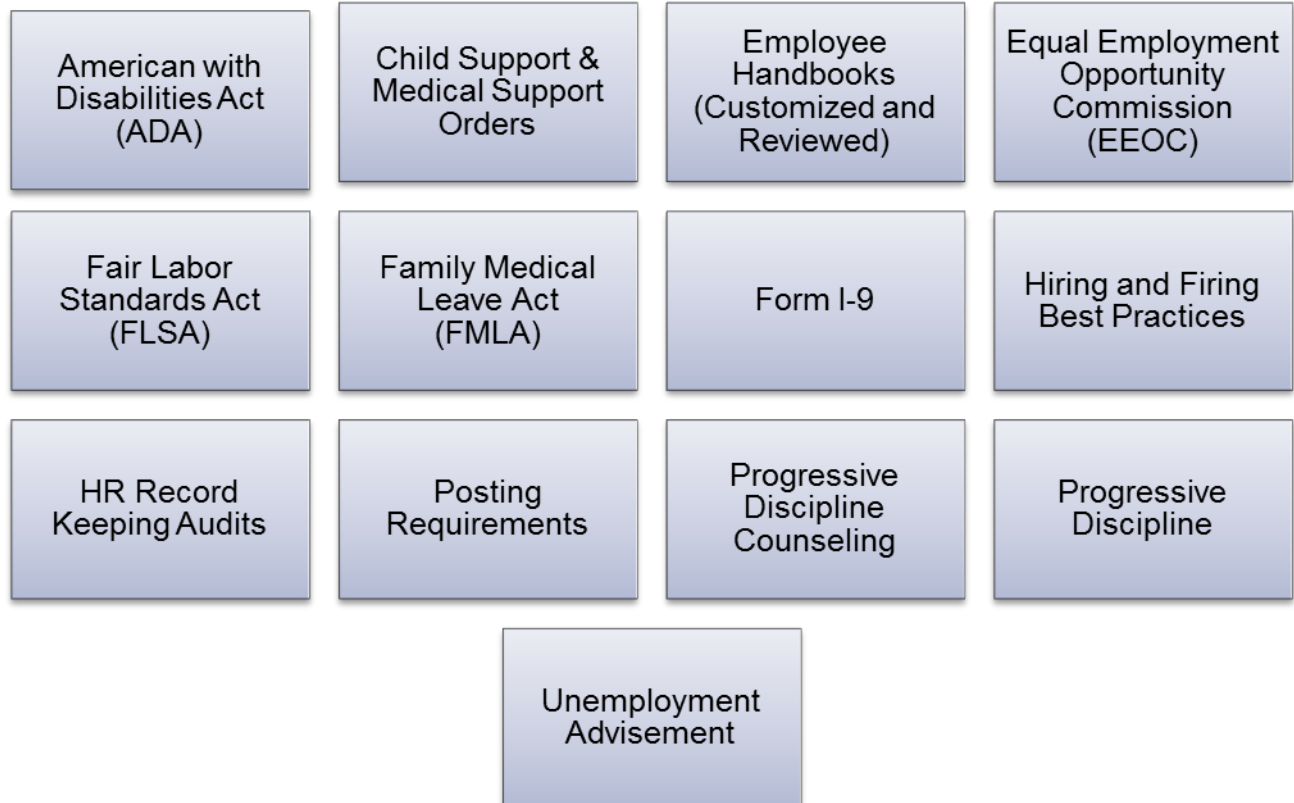 American with
Disabilities Act
(ADA)
Child Support &
Medical Support
Orders
Employee
Handbooks
(Customized and
Reviewed)
Equal Employment
Opportunity
Commission
(EEOC)
Fair Labor
Standards Act
(FLSA)
Family Medical
Leave Act
(FMLA)
Form I-9
Hiring and Firing
Best Practices
HR Record
Keeping Audits
Posting
Requirements
Progressive
Discipline
Counseling
Progressive
Discipline
Unemployment
Advisement